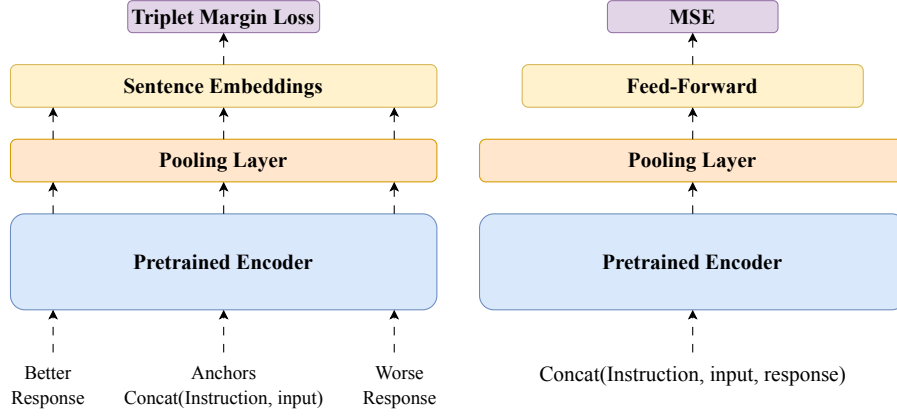 Triplet Margin Loss
Sentence Embeddings
Pooling Layer
Pretrained Encoder
Better
Response
Anchors
Concat(Instruction, input)
Worse
Response
MSE
Feed-Forward
Pooling Layer
Pretrained Encoder
Concat(Instruction, input, response)